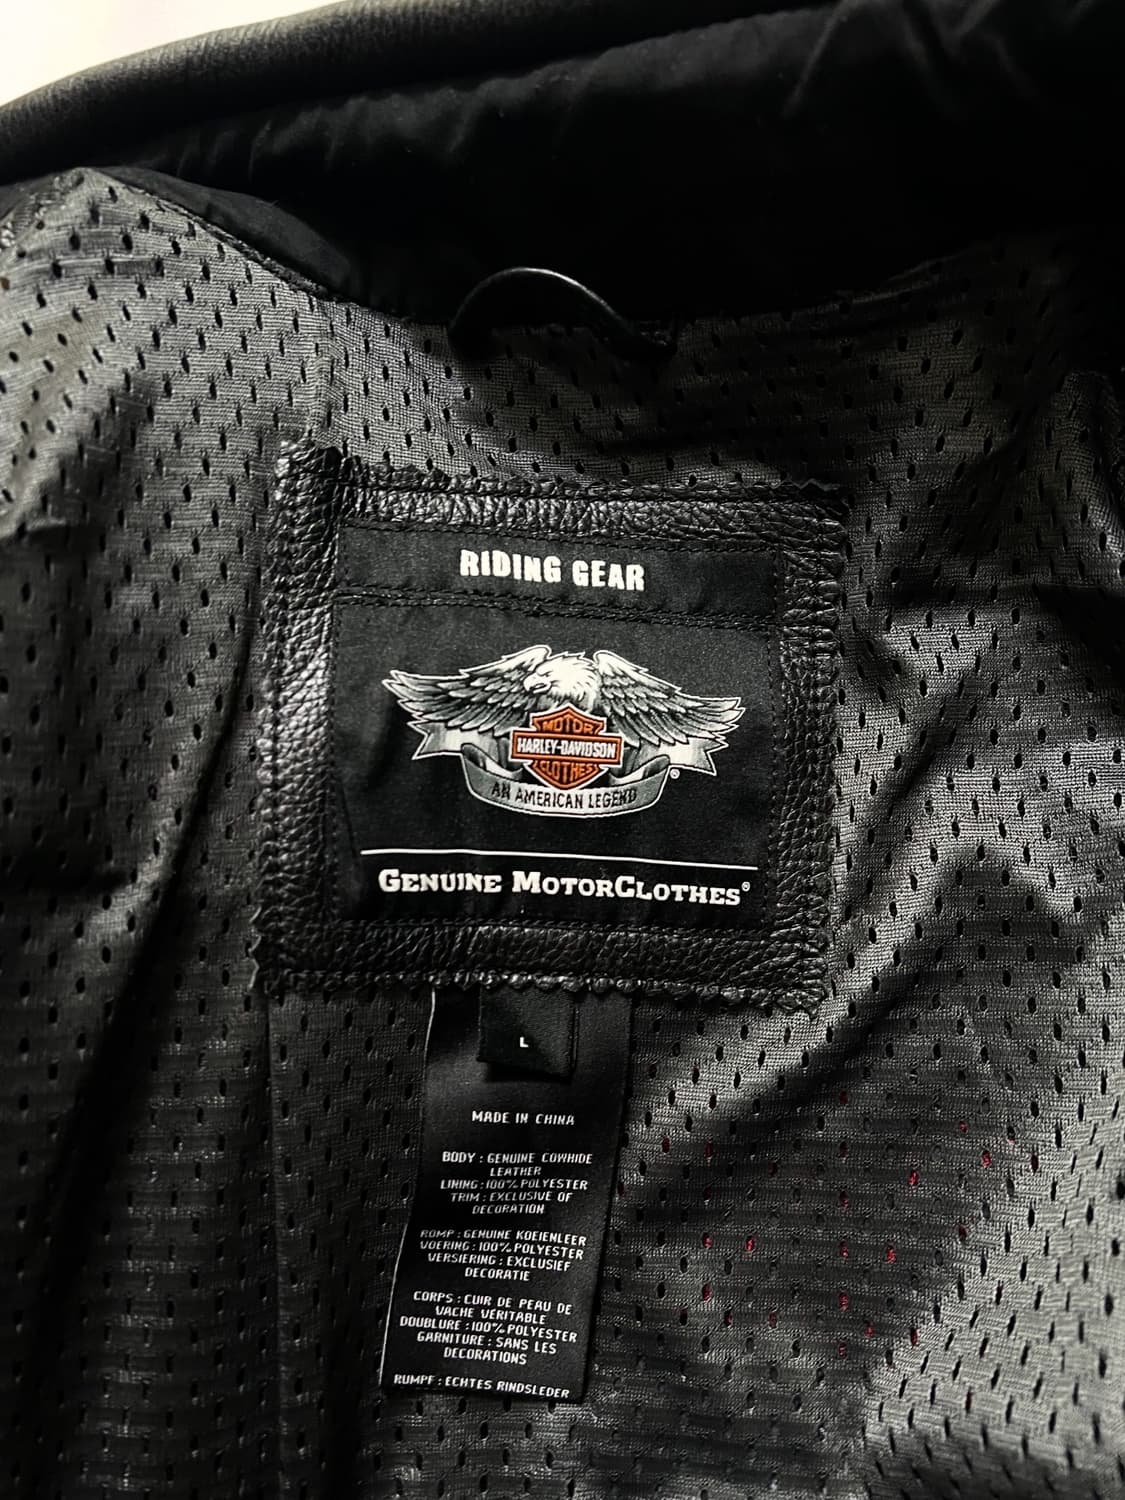 RIDING GEAR
MOTOR
HARLEY-DAVIDSON
CLOTHES
®
AN AMERICAN LEGEND
GENUINE MOTORCLOTHES®
L
MADE IN CHINA
BODY : GENUINE COWHIDE
LEATHER
LINING : 100% POLYESTER
TRIM : EXCLUSIVE OF
DECORATION
ROMP : GENUINE KOEIENLEER
VOERING : 100% POLYESTER
VERSIERING : EXCLUSIEF
DECORATIE
CORPS : CUIR DE PEAU DE
VACHE VÉRITABLE
DOUBLURE :100% POLYESTER
GARNITURE : SANS LES
DECORATIONS
RUMPF : ECHTES RINDSLEDER